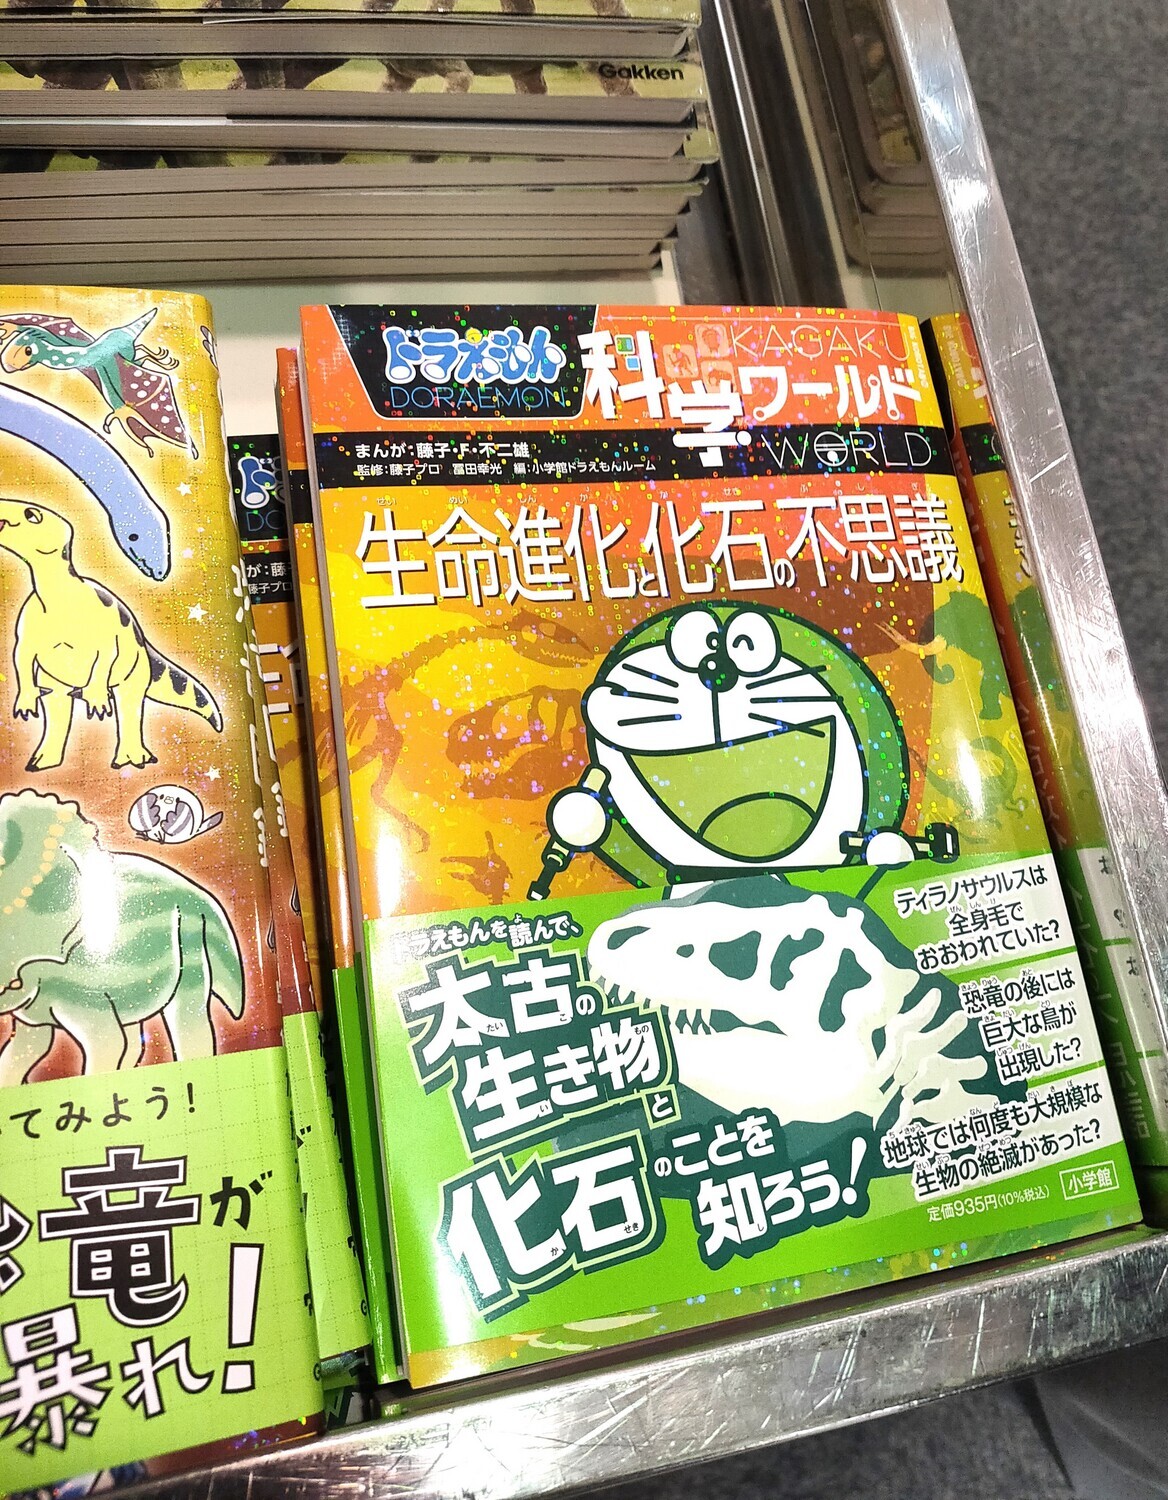 Gakken
ドラえもん
DORAEMON
科学ワールド
KAGAKU
WORLD
まんが:藤子・F・不二雄
監修:藤子プロ 冨田幸光 編:小学館ドラえもんルーム
生命進化と化石の不思議
ドラえもんを読んで、
太古の
生き物と
化石のことを
知ろう!
ティラノサウルスは
全身毛で
おおわれていた?
恐竜の後には
巨大な鳥が
出現した?
地球では何度も大規模な
生物の絶滅があった?
定価935円(10%税込)
小学館
てみよう!
竜が
暴れ!